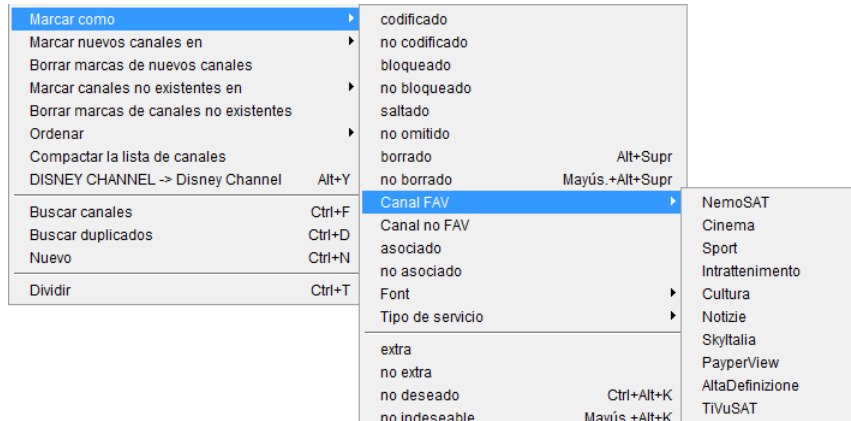 Marcar como
Marcar nuevos canales en
Borrar marcas de nuevos canales
Marcar canales no existentes en
Borrar marcas de canales no existentes
Ordenar
Compactar la lista de canales
DISNEY CHANNEL -> Disney Channel Alt+Y
Buscar canales Ctrl+F
Buscar duplicados Ctrl+D
Nuevo Ctrl+N
Dividir Ctrl+T
codificado
no codificado
bloqueado
no bloqueado
saltado
no omitido
borrado Alt+Supr
no borrado Mayús.+Alt+Supr
Canal FAV
Canal no FAV
asociado
no asociado
Font
Tipo de servicio
extra
no extra
no deseado Ctrl+Alt+K
no indeseable Mayús.+Alt+K
NemoSAT
Cinema
Sport
Intrattenimento
Cultura
Notizie
SkyItalia
PayperView
AltaDefinizione
TiVuSAT